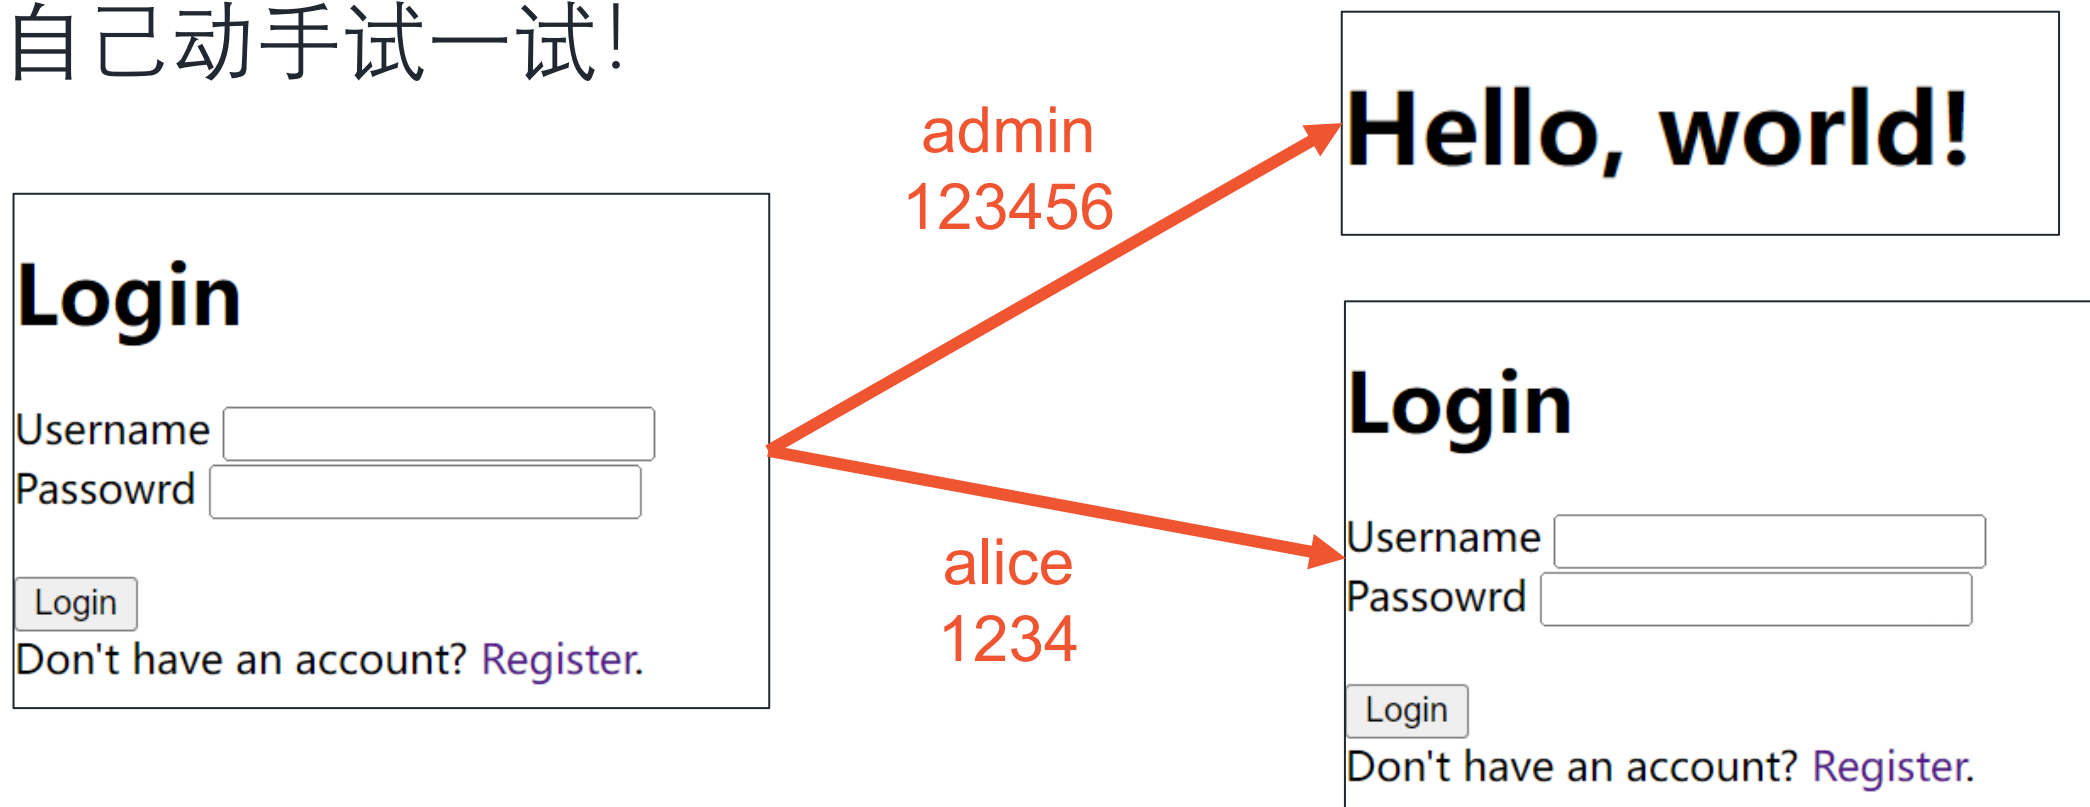 自己动手试一试！
Login
Username
Passowrd
Login
Don't have an account? Register.
admin
123456
alice
1234
Hello, world!
Login
Username
Passowrd
Login
Don't have an account? Register.